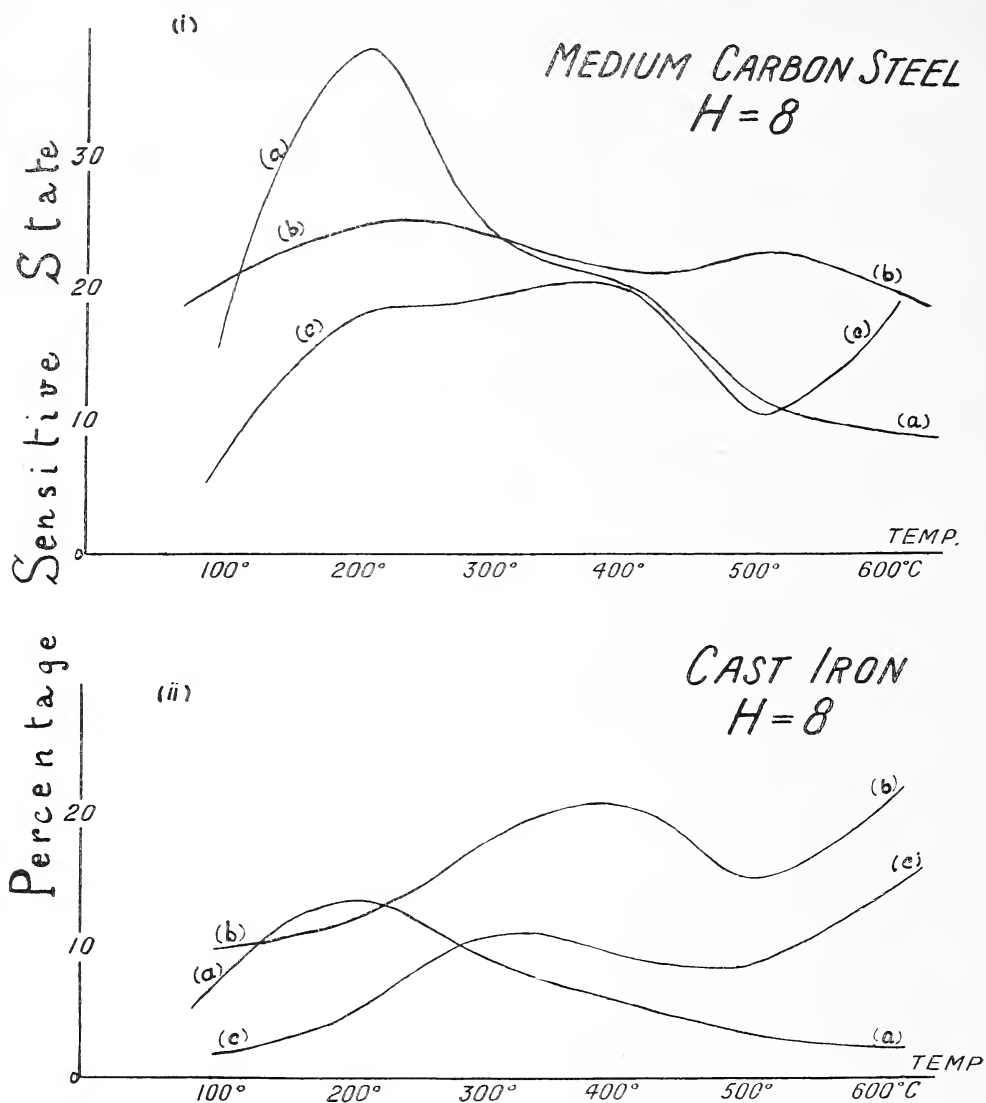 (i)
MEDIUM CARBON STEEL
H = 8
30
20
10
0
(a)
(b)
(c)
(b)
(c)
(a)
TEMP.
100° 200° 300° 400° 500° 600°C
Percentage Sensitive State
(ii)
CAST IRON
H = 8
20
10
0
(b)
(a)
(c)
(b)
(c)
(a)
TEMP
100° 200° 300° 400° 500° 600°C